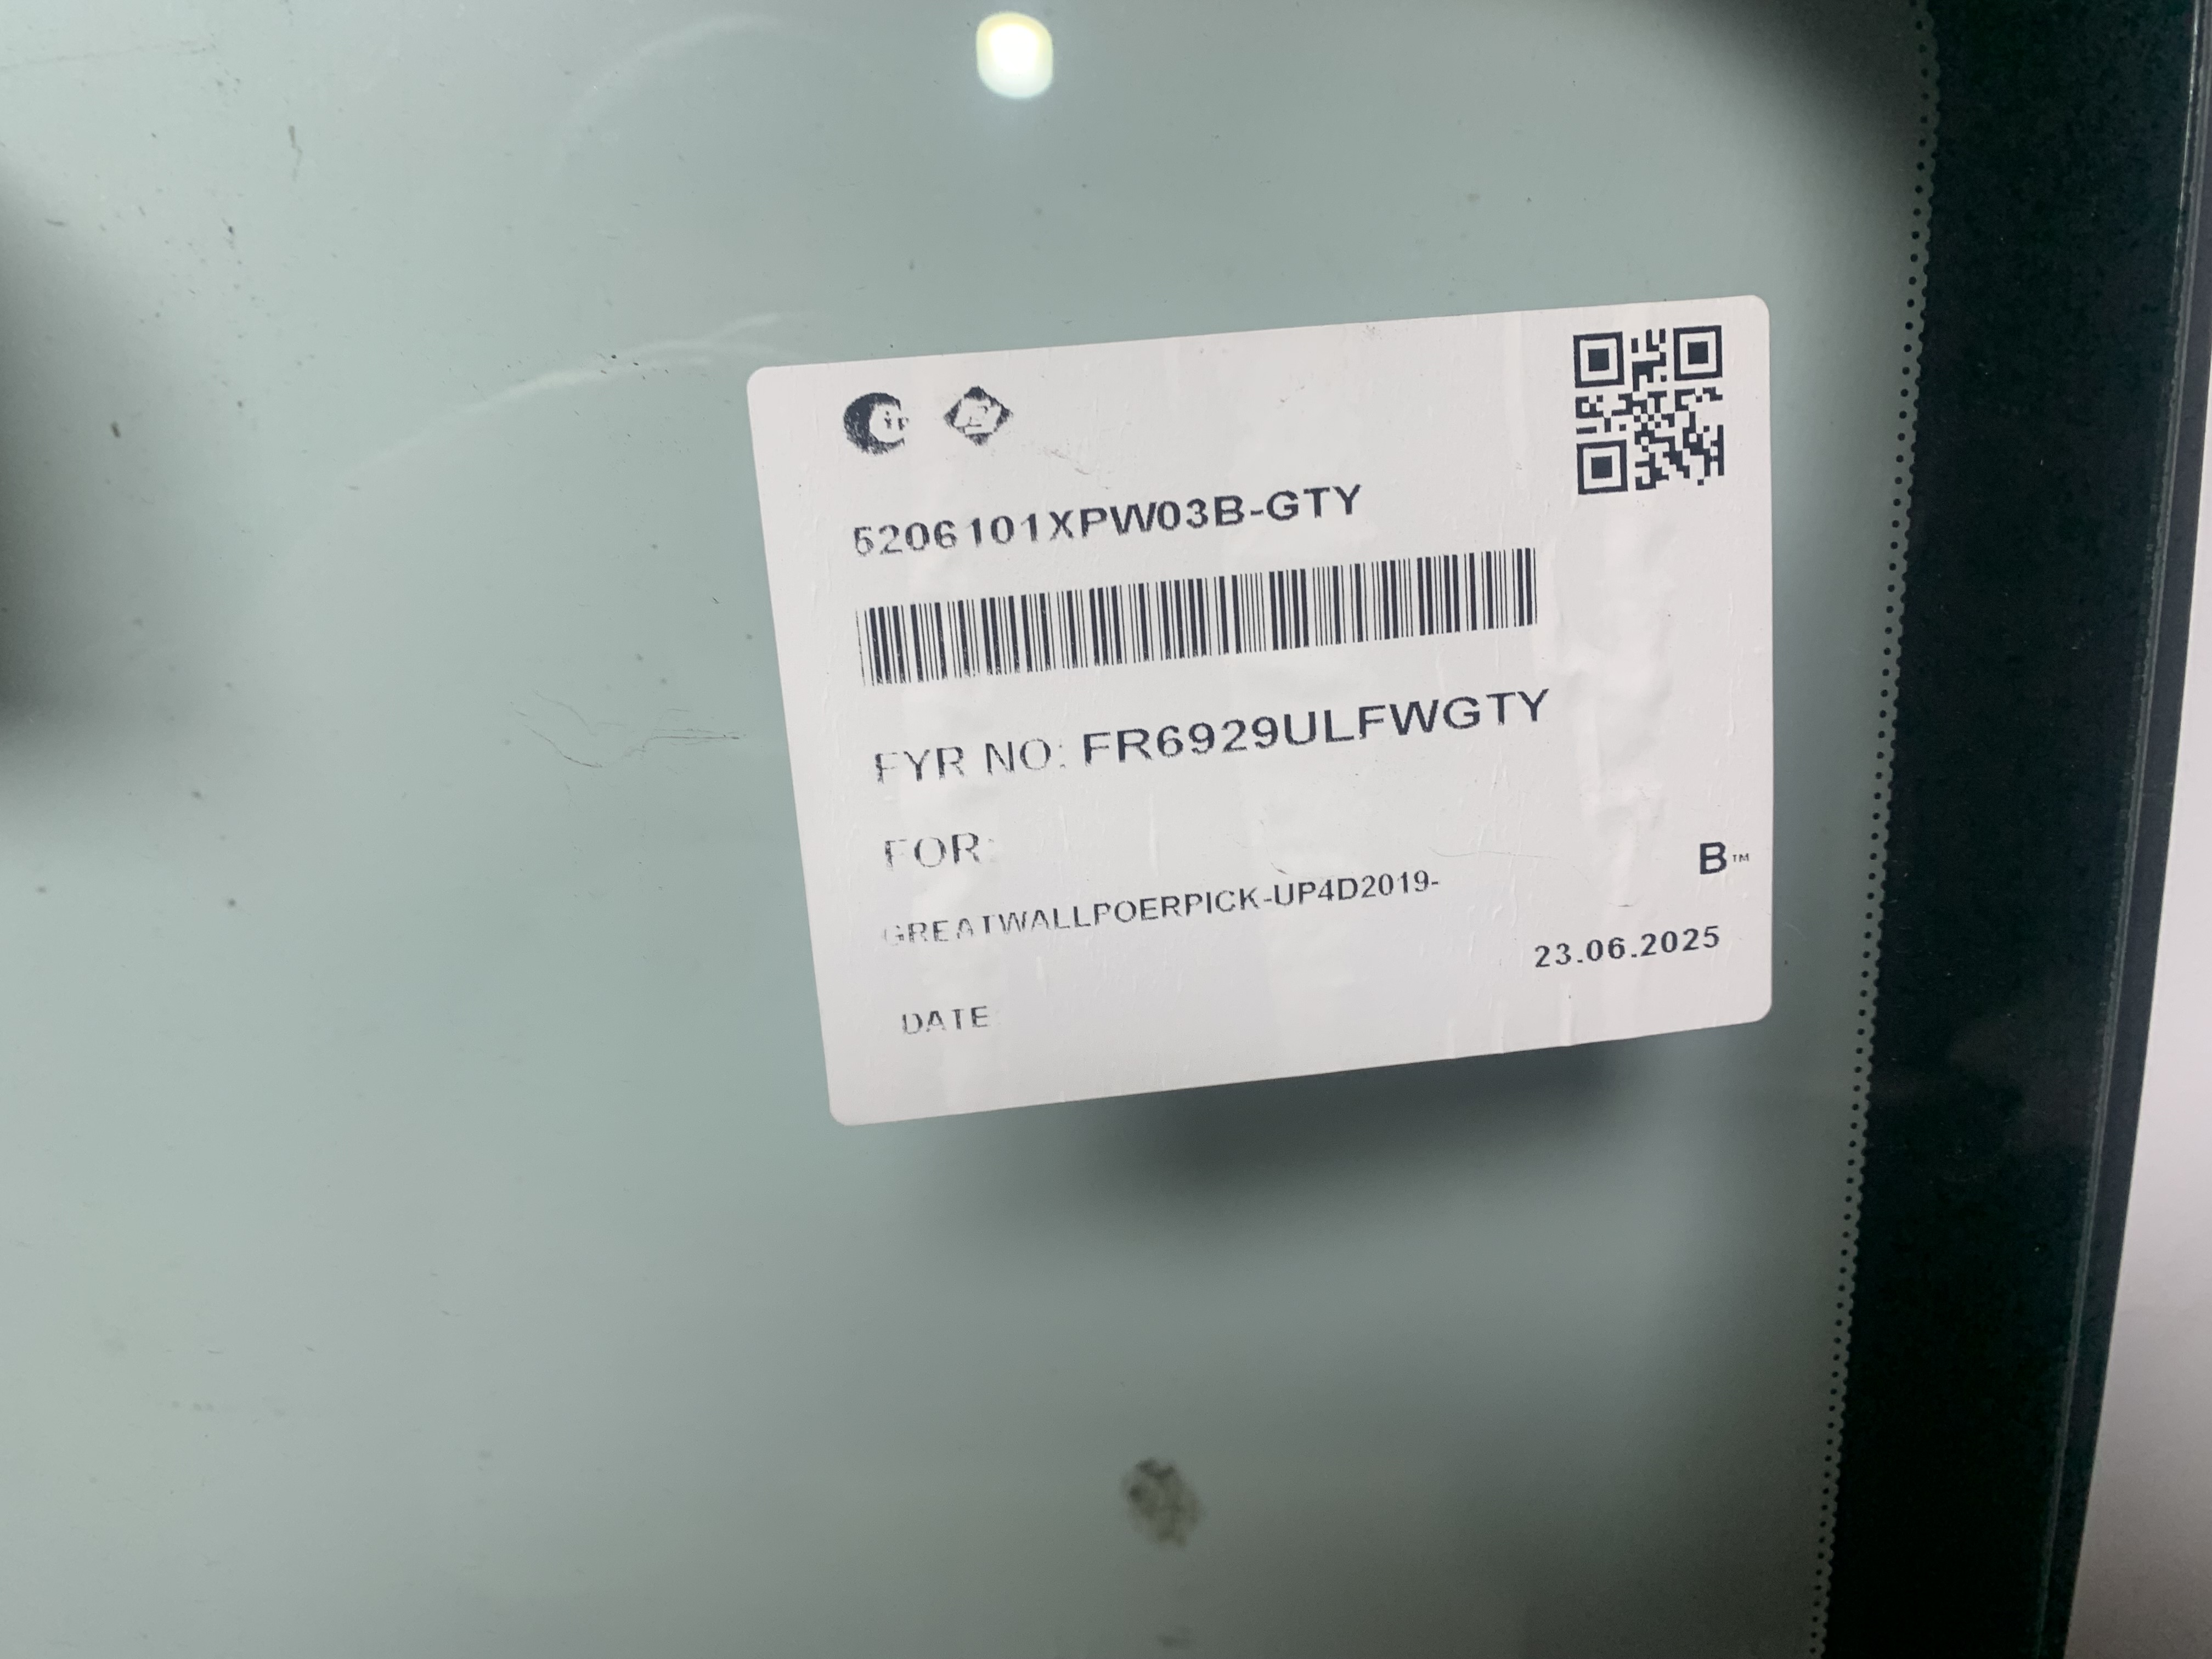 5206101XPW03B-GTY
FYR NO: FR6929ULFWGTY
FOR:
GREATWALLPOERPICK-UP4D2019-
B™
23.06.2025
DATE